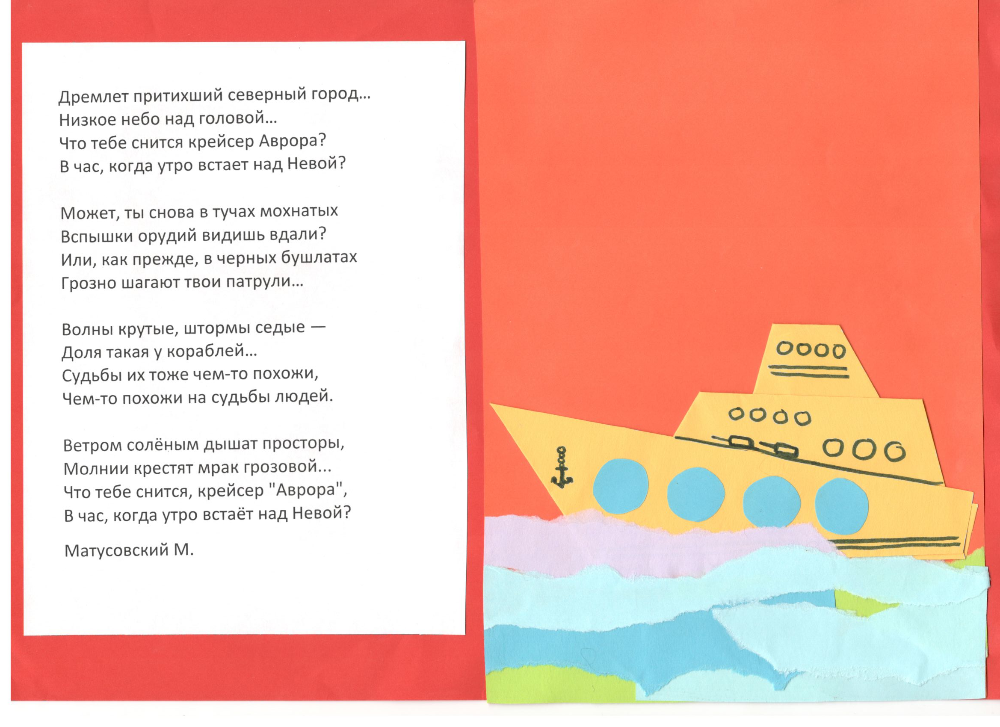 Дремлет притихший северный город...
Низкое небо над головой...
Что тебе снится крейсер Аврора?
В час, когда утро встает над Невой?
Может, ты снова в тучах мохнатых
Вспышки орудий видишь вдали?
Или, как прежде, в черных бушлатах
Грозно шагают твои патрули...
Волны крутые, штормы седые —
Доля такая у кораблей...
Судьбы их тоже чем-то похожи,
Чем-то похожи на судьбы людей.
Ветром солёным дышат просторы,
Молнии крестят мрак грозовой...
Что тебе снится, крейсер "Аврора",
В час, когда утро встаёт над Невой?
Матусовский М.